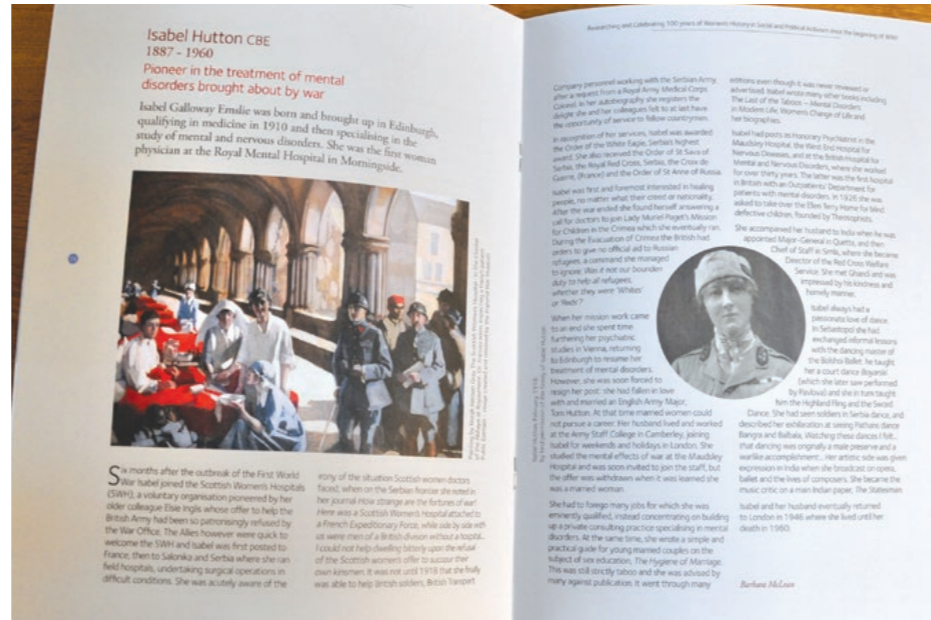 Isabel Hutton CBE
1887 - 1960
Pioneer in the treatment of mental
disorders brought about by war
Isabel Galloway Emslie was born and brought up in Edinburgh,
qualifying in medicine in 1910 and then specialising in the
study of mental and nervous disorders. She was the first woman
physician at the Royal Mental Hospital in Morningside.
Six months after the outbreak of the First World
War Isabel joined the Scottish Women's Hospitals
(SWH), a voluntary organisation pioneered by her
older colleague Elsie Inglis whose offer to help the
British Army had been so patronisingly refused by
the War Office. The Allies however were quick to
welcome the SWH and Isabel was first posted to
France, then to Salonika and Serbia where she ran
field hospitals, undertaking surgical operations in
difficult conditions. She was acutely aware of the
irony of the situation Scottish women doctors
faced, when on the Serbian frontier she noted in
her journal How strange are the fortunes of war!
Here was a Scottish Women's Hospital attached to
a French Expeditionary Force, while side by side with
us were men of a British division without a hospital...
I could not help dwelling bitterly upon the refusal
of the Scottish women's offer to succour their
own kinsmen. It was not until 1918 that she finally
was able to help British soldiers, British Transport
Researching and Celebrating 100 years of Women's History in Social and Political Activism since the beginning of WWI
Company personnel working with the Serbian Army,
after a request from a Royal Army Medical Corps
Colonel. In her autobiography she registers the
delight she and her colleagues felt to at last have
the opportunity of service to fellow countrymen.
In recognition of her services, Isabel was awarded
the Order of the White Eagle, Serbia's highest
award. She also received the Order of St Sava of
Serbia, the Royal Red Cross, Serbia, the Croix de
Guerre, (France) and the Order of St Anne of Russia.
Isabel was first and foremost interested in healing
people, no matter what their creed or nationality.
After the war ended she found herself answering a
call for doctors to join Lady Muriel Paget's Mission
for Children in the Crimea which she eventually ran.
During the Evacuation of Crimea the British had
orders to give no official aid to Russian
refugees, a command she managed
to ignore. Was it not our bounden
duty to help all refugees,
whether they were 'Whites'
or 'Reds'?
When her mission work came
to an end she spent time
furthering her psychiatric
studies in Vienna, returning
to Edinburgh to resume her
treatment of mental disorders.
However, she was soon forced to
resign her post; she had fallen in love
with and married an English Army Major,
Tom Hutton. At that time married women could
not pursue a career. Her husband lived and worked
at the Army Staff College in Camberley, joining
Isabel for weekends and holidays in London. She
studied the mental effects of war at the Maudsley
Hospital and was soon invited to join the staff, but
the offer was withdrawn when it was learned she
was a married woman.
She had to forego many jobs for which she was
eminently qualified, instead concentrating on building
up a private consulting practice specialising in mental
disorders. At the same time, she wrote a simple and
practical guide for young married couples on the
subject of sex education, The Hygiene of Marriage.
This was still strictly taboo and she was advised by
many against publication. It went through many
editions even though it was never reviewed or
advertised. Isabel wrote many other books including
The Last of the Taboos – Mental Disorders
in Modern Life, Women's Change of Life and
her biographies.
Isabel had posts as Honorary Psychiatrist in the
Maudsley Hospital, the West End Hospital for
Nervous Diseases, and at the British Hospital for
Mental and Nervous Disorders, where she worked
for over thirty years. The latter was the first hospital
in Britain with an Outpatients' Department for
patients with mental disorders. In 1926 she was
asked to take over the Ellen Terry Home for blind
defective children, founded by Theosophists.
She accompanied her husband to India when he was
appointed Major-General in Quetta, and then
Chief of Staff in Simla, where she became
Director of the Red Cross Welfare
Service. She met Ghandi and was
impressed by his kindness and
homely manner.
Isabel always had a
passionate love of dance.
In Sebastopol she had
exchanged informal lessons
with the dancing master of
the Bolshoi Ballet; he taught
her a court dance Boyarski
(which she later saw performed
by Pavlova) and she in turn taught
him the Highland Fling and the Sword
Dance. She had seen soldiers in Serbia dance, and
described her exhilaration at seeing Pathans dance
Bangra and Balbala, Watching these dances I felt...
that dancing was originally a male preserve and a
warlike accomplishment... Her artistic side was given
expression in India when she broadcast on opera,
ballet and the lives of composers. She became the
music critic on a main Indian paper, The Statesman.
Isabel and her husband eventually returned
to London in 1946 where she lived until her
death in 1960.